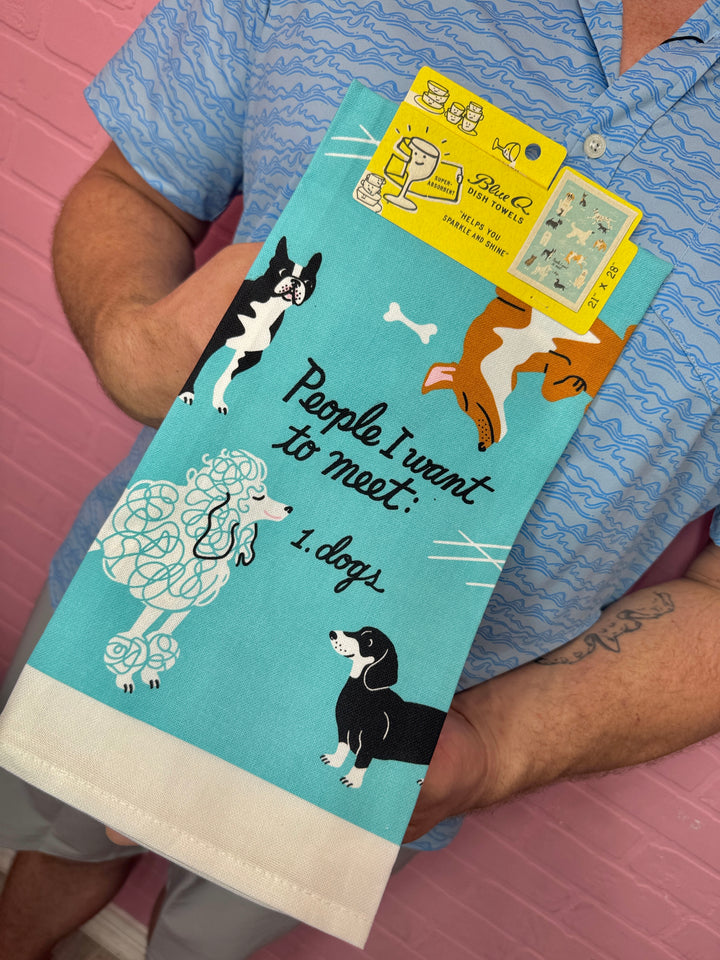 SUPER-
ABSORBENT!
Blue Q
DISH TOWELS
"HELPS YOU
SPARKLE AND SHINE"
21" x 28"
People I want
to meet:
1. dogs